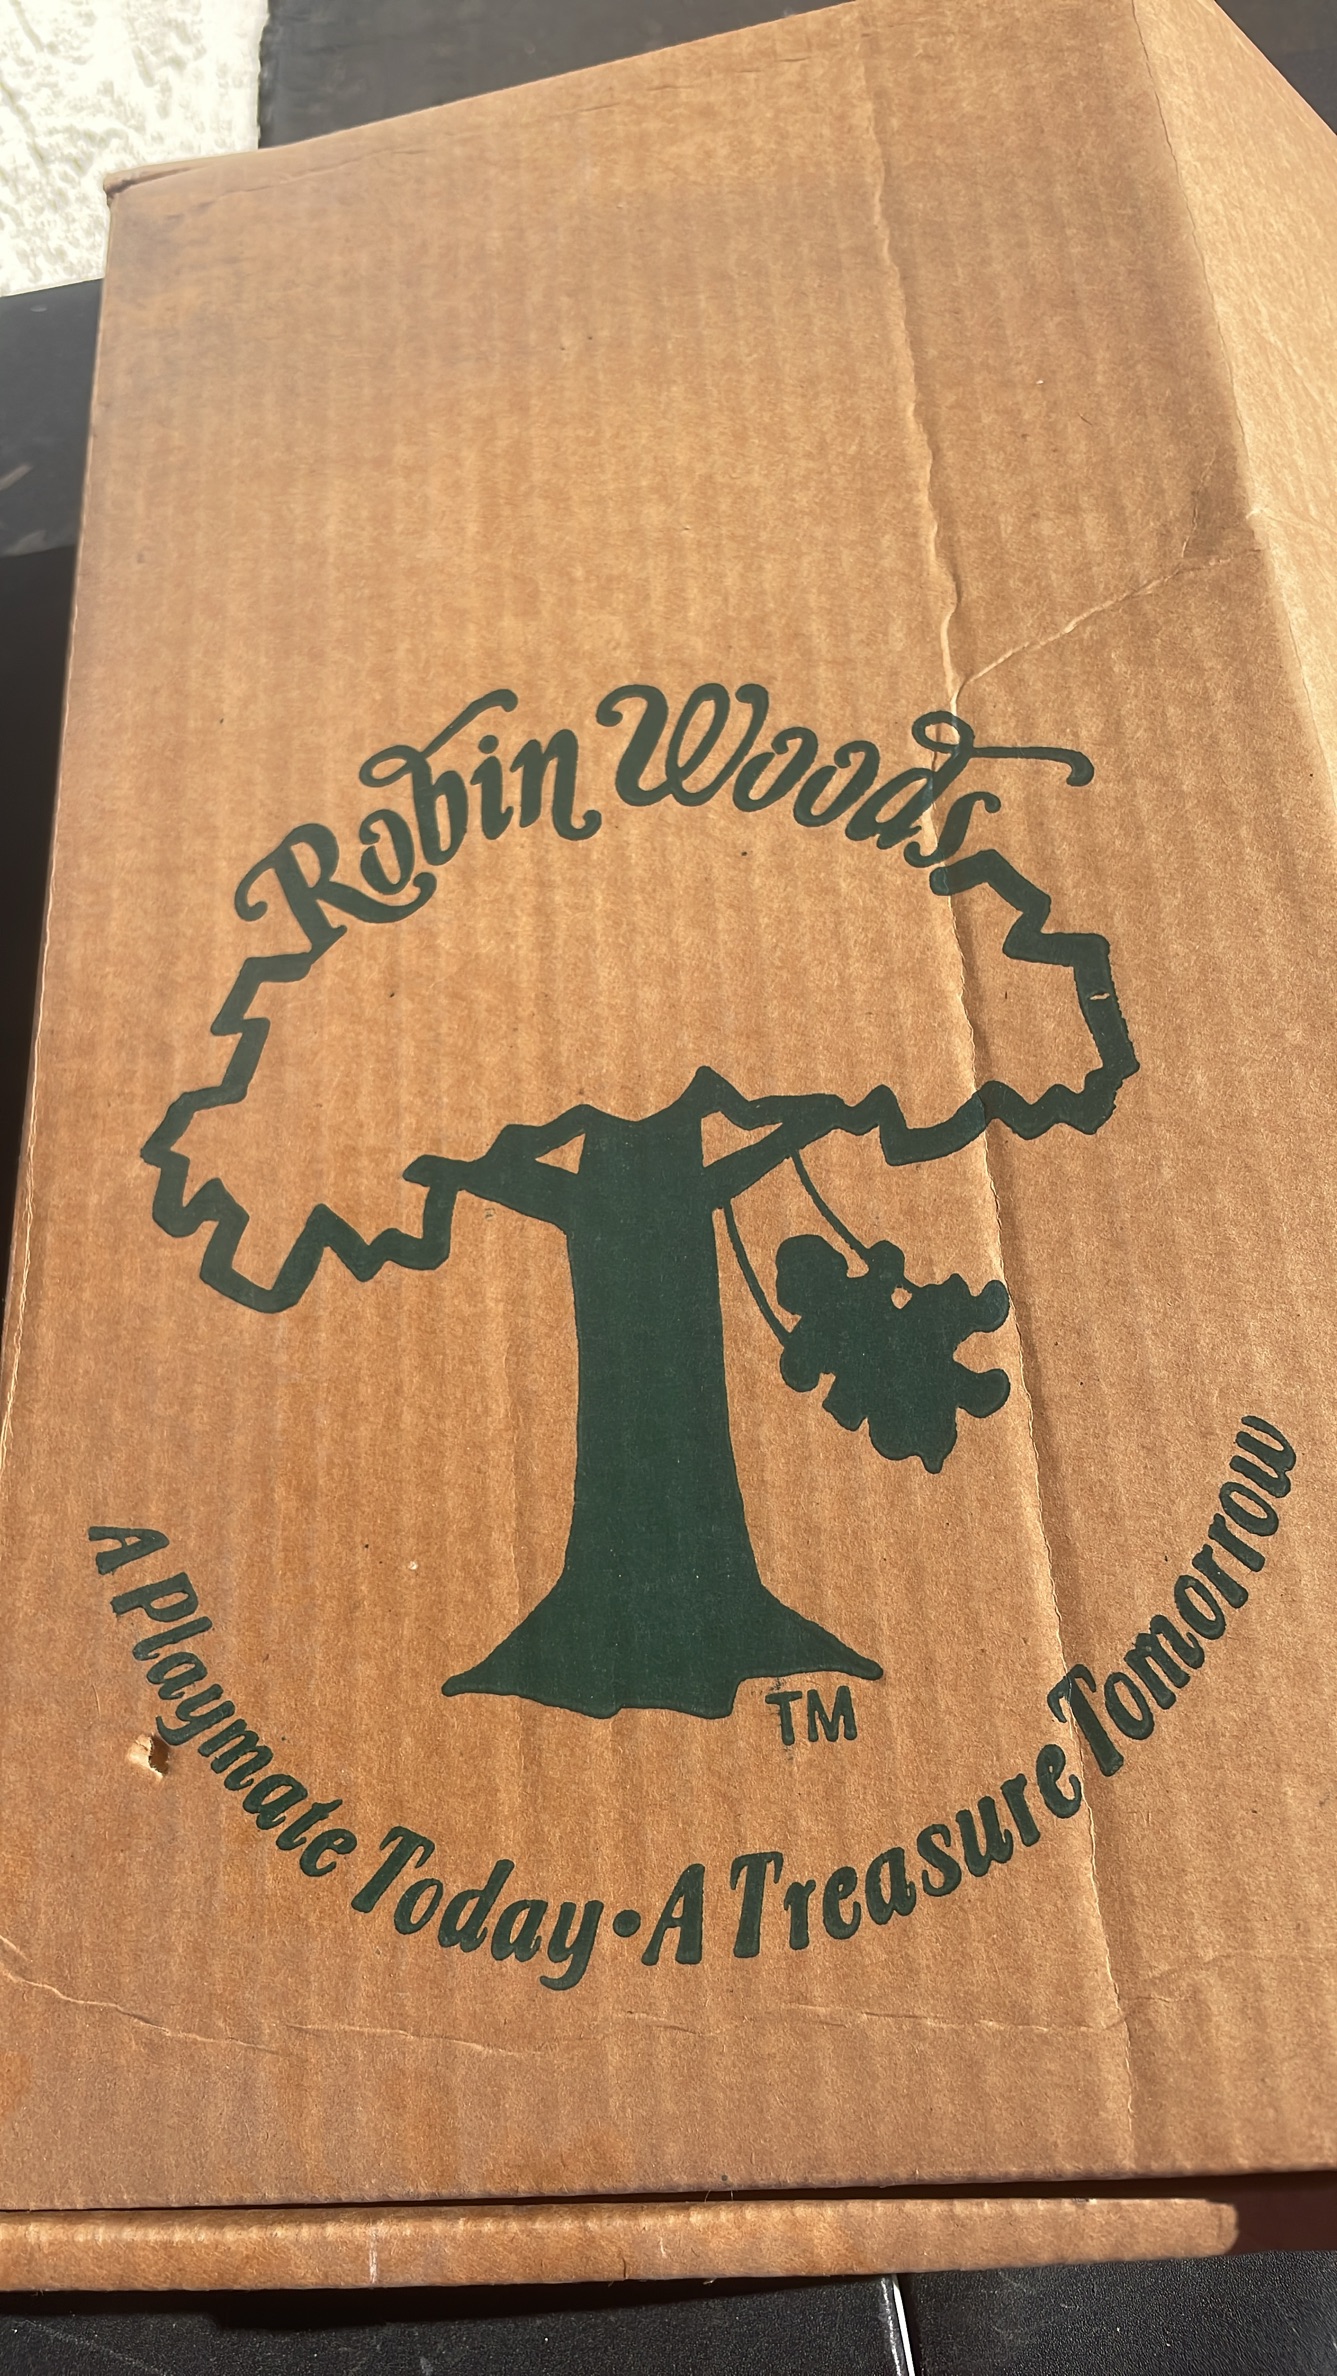 Robin Woods
TM
A Playmate Today • A Treasure Tomorrow